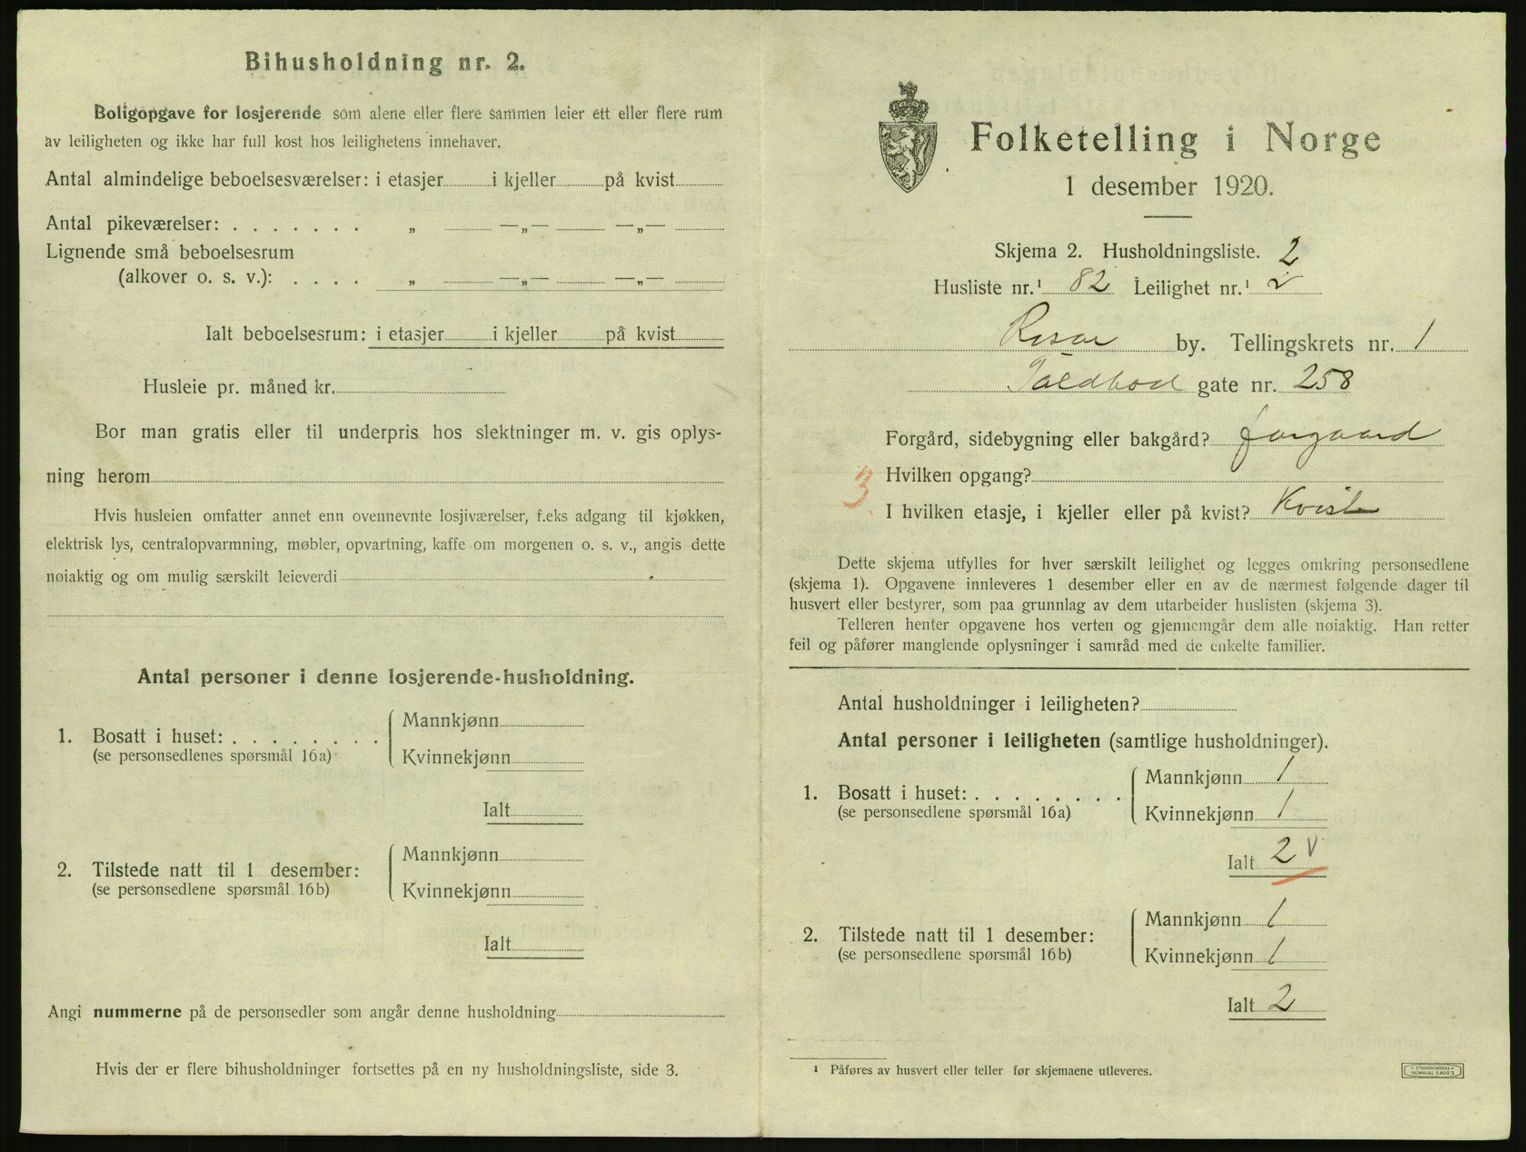 Bihusholdning nr. 2.
Boligopgave for losjerende som alene eller flere sammen leier ett eller flere rum
av leiligheten og ikke har full kost hos leilighetens innehaver.
Antal almindelige beboelsesværelser: i etasjer i kjeller på kvist
Antal pikeværelser: . . . . . . . „ —„— —„—
Lignende små beboelsesrum
(alkover o. s. v.): . . . . „ —„— —„—
Ialt beboelsesrum: i etasjer i kjeller på kvist
Husleie pr. måned kr.
Bor man gratis eller til underpris hos slektninger m. v. gis oplys-
ning herom
Hvis husleien omfatter annet enn ovennevnte losjiværelser, f.eks adgang til kjøkken,
elektrisk lys, centralopvarmning, møbler, opvartning, kaffe om morgenen o. s. v., angis dette
nøiaktig og om mulig særskilt leieverdi
Antal personer i denne losjerende-husholdning.
1. Bosatt i huset: . . . . . . . .
(se personsedlenes spørsmål 16a)
Mannkjønn
Kvinnekjønn
Ialt
2. Tilstede natt til 1 desember:
(se personsedlene spørsmål 16b)
Mannkjønn
Kvinnekjønn
Ialt
Angi nummerne på de personsedler som angår denne husholdning
Hvis der er flere bihusholdninger fortsettes på en ny husholdningsliste, side 3.
Folketelling i Norge
1 desember 1920.
Skjema 2. Husholdningsliste. 2
Husliste nr.¹ 82 Leilighet nr.¹ 2
Risør by. Tellingskrets nr. 1
Toldbod gate nr. 258
Forgård, sidebygning eller bakgård? forgaard
Hvilken opgang?
3
I hvilken etasje, i kjeller eller på kvist? Kvist
Dette skjema utfylles for hver særskilt leilighet og legges omkring personsedlene
(skjema 1). Opgavene innleveres 1 desember eller en av de nærmest følgende dager til
husvert eller bestyrer, som paa grunnlag av dem utarbeider huslisten (skjema 3).
Telleren henter opgavene hos verten og gjennemgår dem alle nøiaktig. Han retter
feil og påfører manglende oplysninger i samråd med de enkelte familier.
Antal husholdninger i leiligheten?
Antal personer i leiligheten (samtlige husholdninger).
1. Bosatt i huset: . . . . . . . .
(se personsedlene spørsmål 16a)
Mannkjønn 1
Kvinnekjønn 1
Ialt 2 v
2. Tilstede natt til 1 desember:
(se personsedlene spørsmål 16b)
Mannkjønn 1
Kvinnekjønn 1
Ialt 2
¹ Påføres av husvert eller teller før skjemaene utleveres.